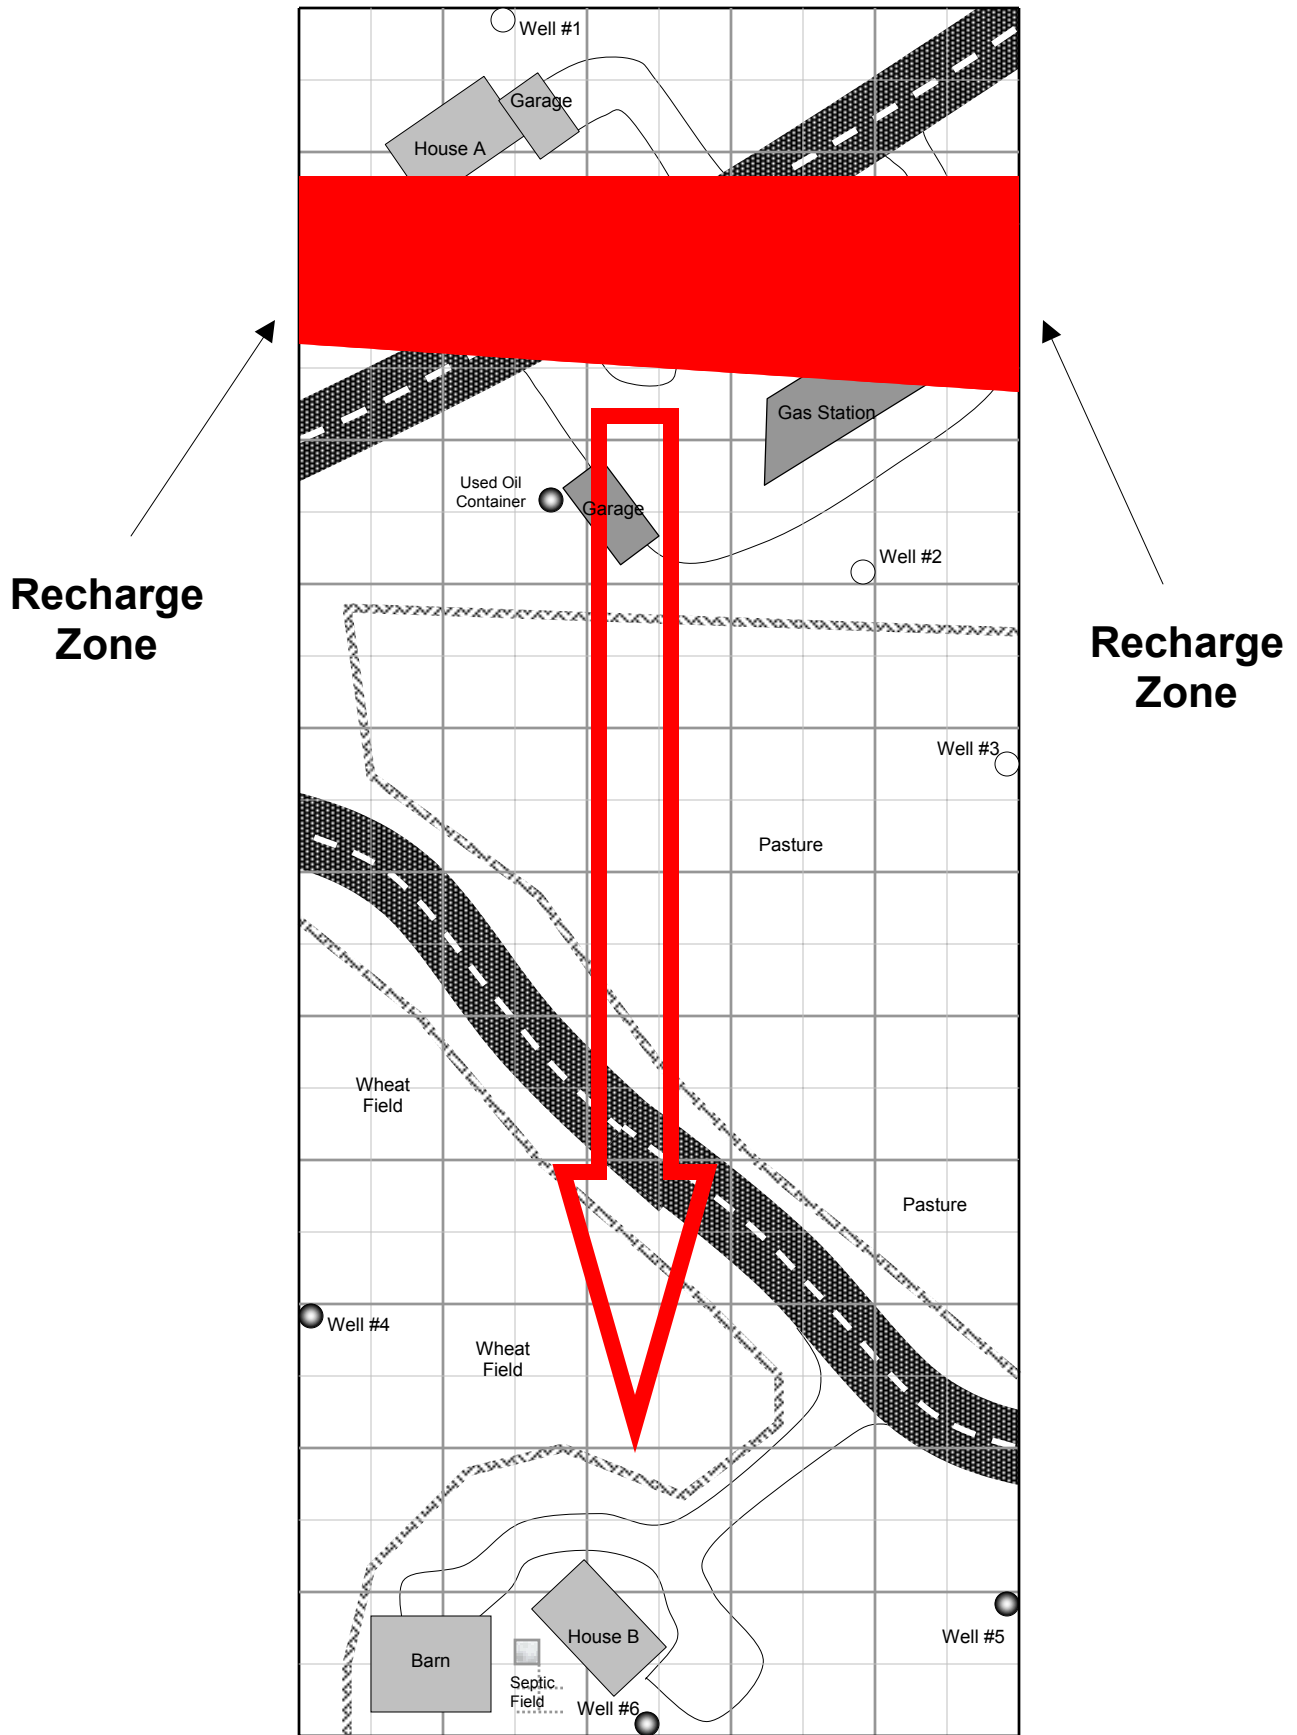 Well #1
Garage
House A
Gas Station
Used Oil
Container
Garage
Well #2
Recharge
Zone
Recharge
Zone
Well #3
Pasture
Wheat
Field
Pasture
Well #4
Wheat
Field
House B
Well #5
Barn
Septic
Field
Well #6